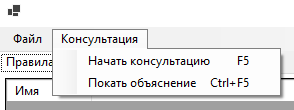 Файл Консультация
Начать консультацию F5
Правила
Покать объяснение Ctrl+F5
Имя